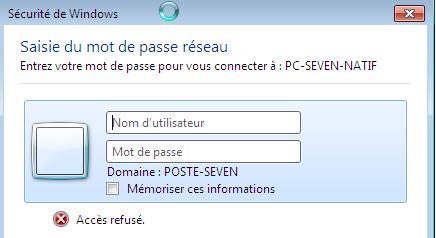 Sécurité de Windows
Saisie du mot de passe réseau
Entrez votre mot de passe pour vous connecter à : PC-SEVEN-NATIF
Nom d'utilisateur
Mot de passe
Domaine : POSTE-SEVEN
Mémoriser ces informations
Accès refusé.